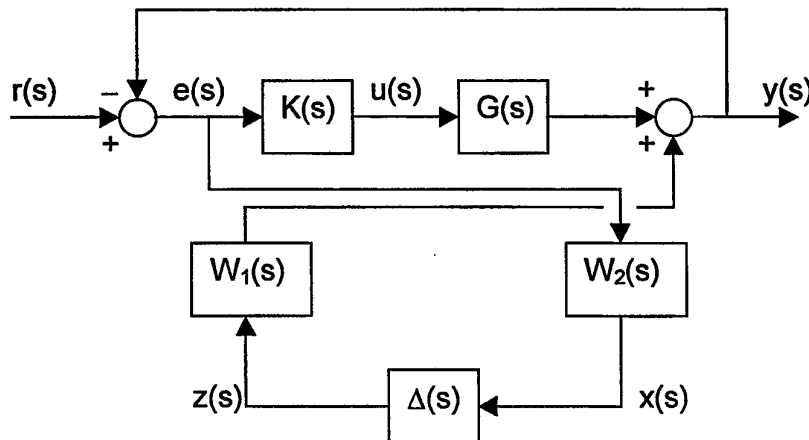 r(s) − + e(s) K(s) u(s) G(s) + + y(s)
W₁(s) W₂(s)
z(s) Δ(s) x(s)